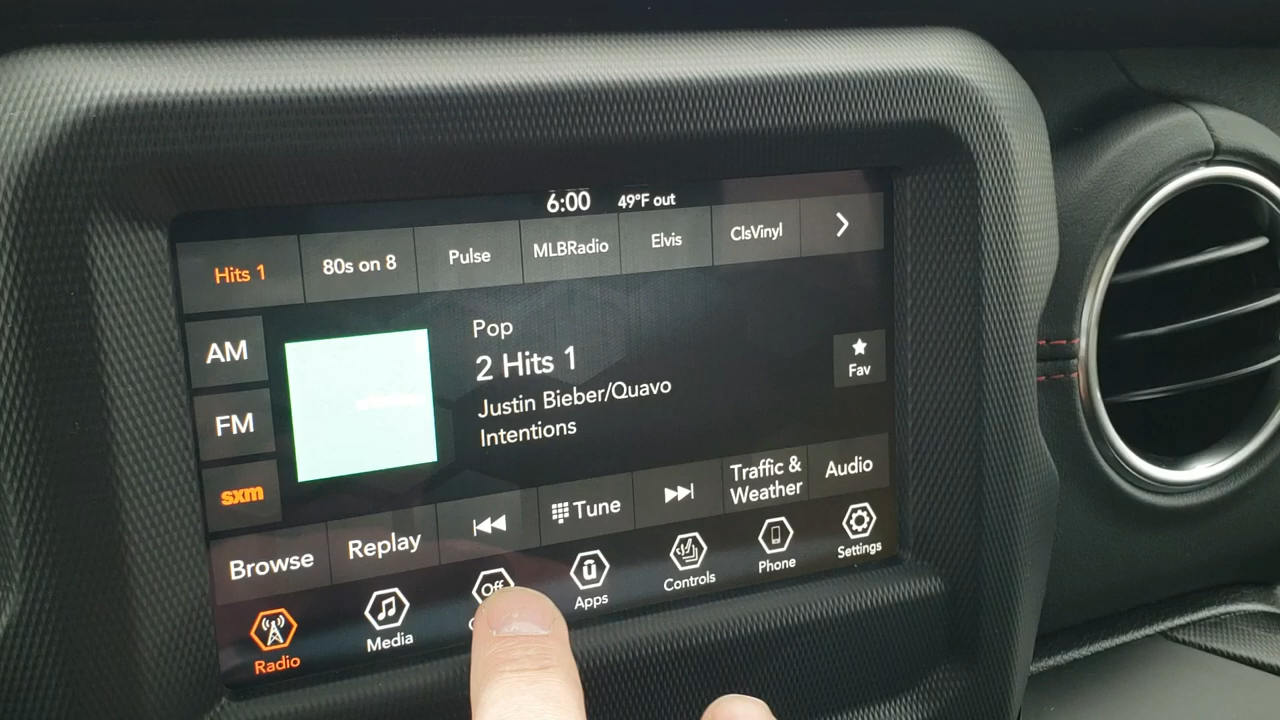 6:00 49°F out
Hits 1 80s on 8 Pulse MLBRadio Elvis ClsVinyl
AM
FM
sxm
Pop
2 Hits 1
Justin Bieber/Quavo
Intentions
Fav
Browse Replay Tune Traffic & Weather Audio
Radio Media Off Apps Controls Phone Settings